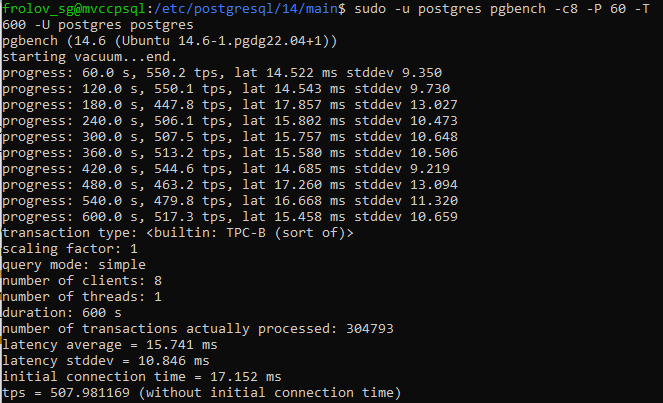 frolov_sg@mvccpsql:/etc/postgresql/14/main$ sudo -u postgres pgbench -c8 -P 60 -T
600 -U postgres postgres
pgbench (14.6 (Ubuntu 14.6-1.pgdg22.04+1))
starting vacuum...end.
progress: 60.0 s, 550.2 tps, lat 14.522 ms stddev 9.350
progress: 120.0 s, 550.1 tps, lat 14.543 ms stddev 9.730
progress: 180.0 s, 447.8 tps, lat 17.857 ms stddev 13.027
progress: 240.0 s, 506.1 tps, lat 15.802 ms stddev 10.473
progress: 300.0 s, 507.5 tps, lat 15.757 ms stddev 10.648
progress: 360.0 s, 513.2 tps, lat 15.580 ms stddev 10.506
progress: 420.0 s, 544.6 tps, lat 14.685 ms stddev 9.219
progress: 480.0 s, 463.2 tps, lat 17.260 ms stddev 13.094
progress: 540.0 s, 479.8 tps, lat 16.668 ms stddev 11.320
progress: 600.0 s, 517.3 tps, lat 15.458 ms stddev 10.659
transaction type: <builtin: TPC-B (sort of)>
scaling factor: 1
query mode: simple
number of clients: 8
number of threads: 1
duration: 600 s
number of transactions actually processed: 304793
latency average = 15.741 ms
latency stddev = 10.846 ms
initial connection time = 17.152 ms
tps = 507.981169 (without initial connection time)